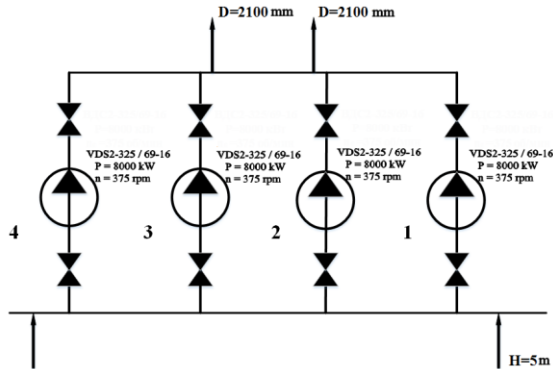 D=2100 mm
D=2100 mm
VDS2-325 / 69-16
P = 8000 kW
n = 375 rpm
VDS2-325 / 69-16
P = 8000 kW
n = 375 rpm
VDS2-325 / 69-16
P = 8000 kW
n = 375 rpm
VDS2-325 / 69-16
P = 8000 kW
n = 375 rpm
4
3
2
1
H=5m